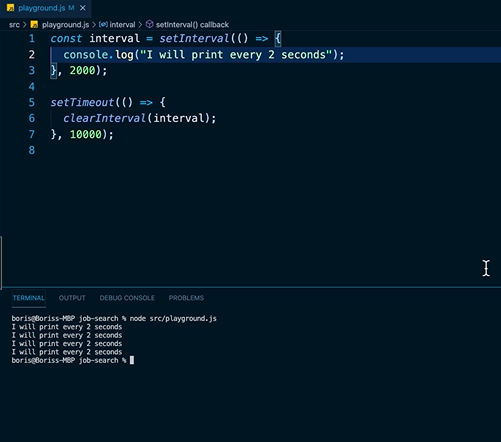 playground.js M ×
src > playground.js > interval > setInterval() callback
1 const interval = setInterval(() => {
2 console.log("I will print every 2 seconds");
3 }, 2000);
4
5 setTimeout(() => {
6 clearInterval(interval);
7 }, 10000);
8
TERMINAL OUTPUT DEBUG CONSOLE PROBLEMS
boris@Boriss-MBP job-search % node src/playground.js
I will print every 2 seconds
I will print every 2 seconds
I will print every 2 seconds
I will print every 2 seconds
boris@Boriss-MBP job-search %